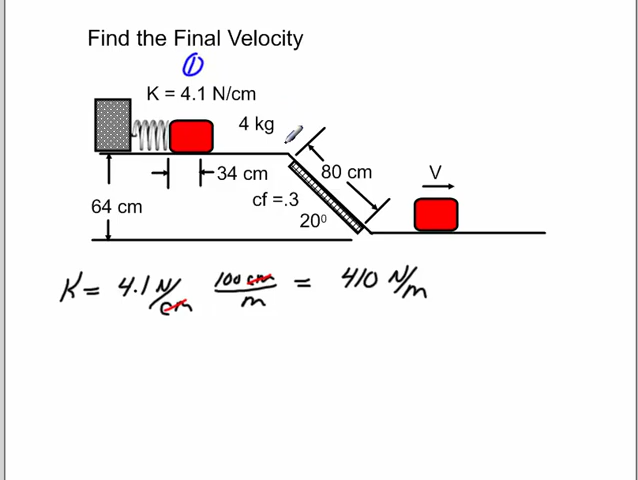 Find the Final Velocity
①
K = 4.1 N/cm
4 kg
34 cm
80 cm
V
64 cm
cf =.3
20⁰
K = 4.1 N/cm 100 cm/m = 410 N/m